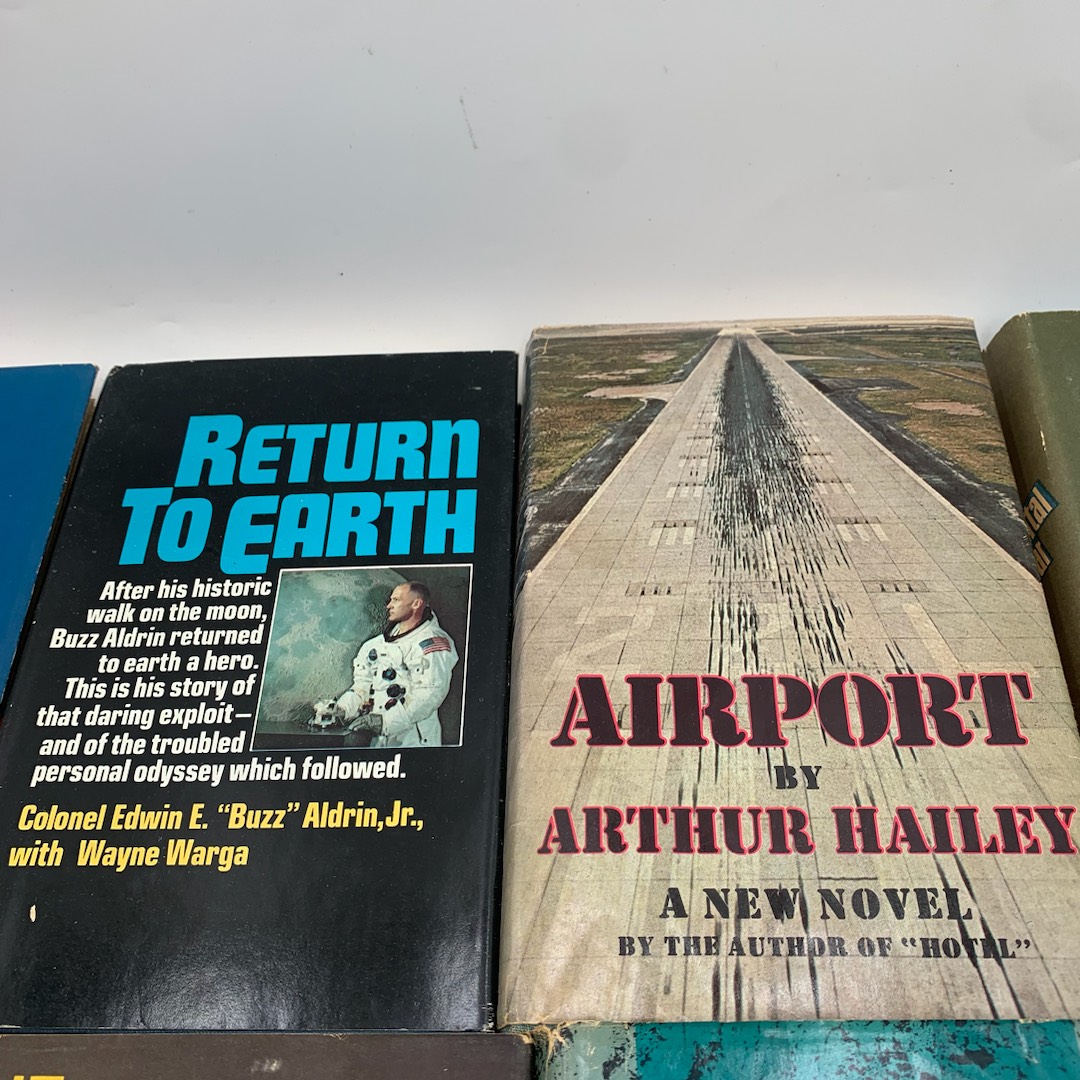 RETURN
TO EARTH
After his historic
walk on the moon,
Buzz Aldrin returned
to earth a hero.
This is his story of
that daring exploit—
and of the troubled
personal odyssey which followed.
Colonel Edwin E. “Buzz” Aldrin, Jr.,
with Wayne Warga
AIRPORT
BY
ARTHUR HAILEY
A NEW NOVEL
BY THE AUTHOR OF “HOTEL”